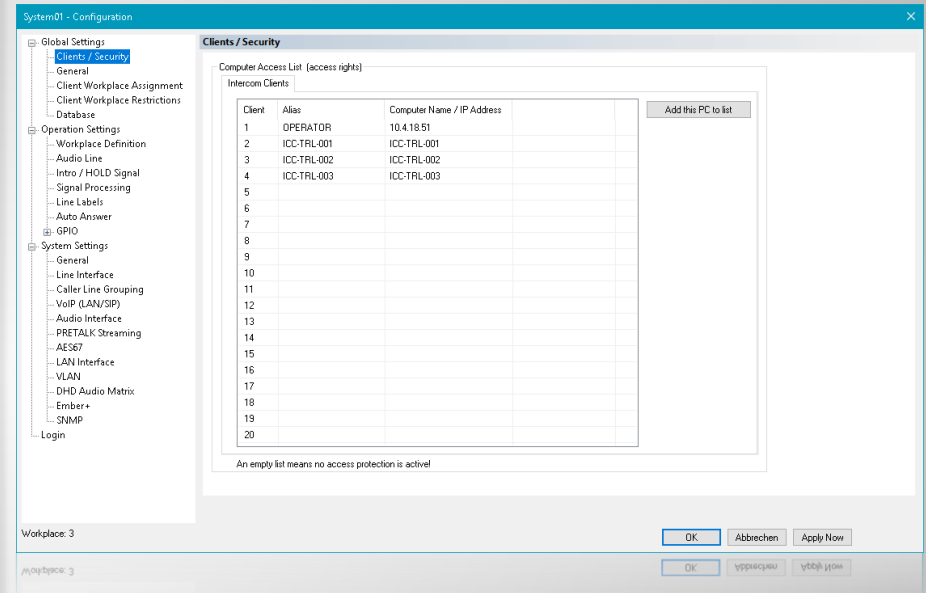 System01 - Configuration
Global Settings
Clients / Security
General
Client Workplace Assignment
Client Workplace Restrictions
Database
Operation Settings
Workplace Definition
Audio Line
Intro / HOLD Signal
Signal Processing
Line Labels
Auto Answer
GPIO
System Settings
General
Line Interface
Caller Line Grouping
VoIP (LAN/SIP)
Audio Interface
PRETALK Streaming
AES67
LAN Interface
VLAN
DHD Audio Matrix
Ember+
SNMP
Login
Clients / Security
Computer Access List (access rights)
Intercom Clients
Client Alias Computer Name / IP Address
1 OPERATOR 10.4.18.51
2 ICC-TRL-001 ICC-TRL-001
3 ICC-TRL-002 ICC-TRL-002
4 ICC-TRL-003 ICC-TRL-003
5
6
7
8
9
10
11
12
13
14
15
16
17
18
19
20
Add this PC to list
An empty list means no access protection is active!
Workplace: 3
OK Abbrechen Apply Now
Workplace: 3
OK Abbrechen Apply Now